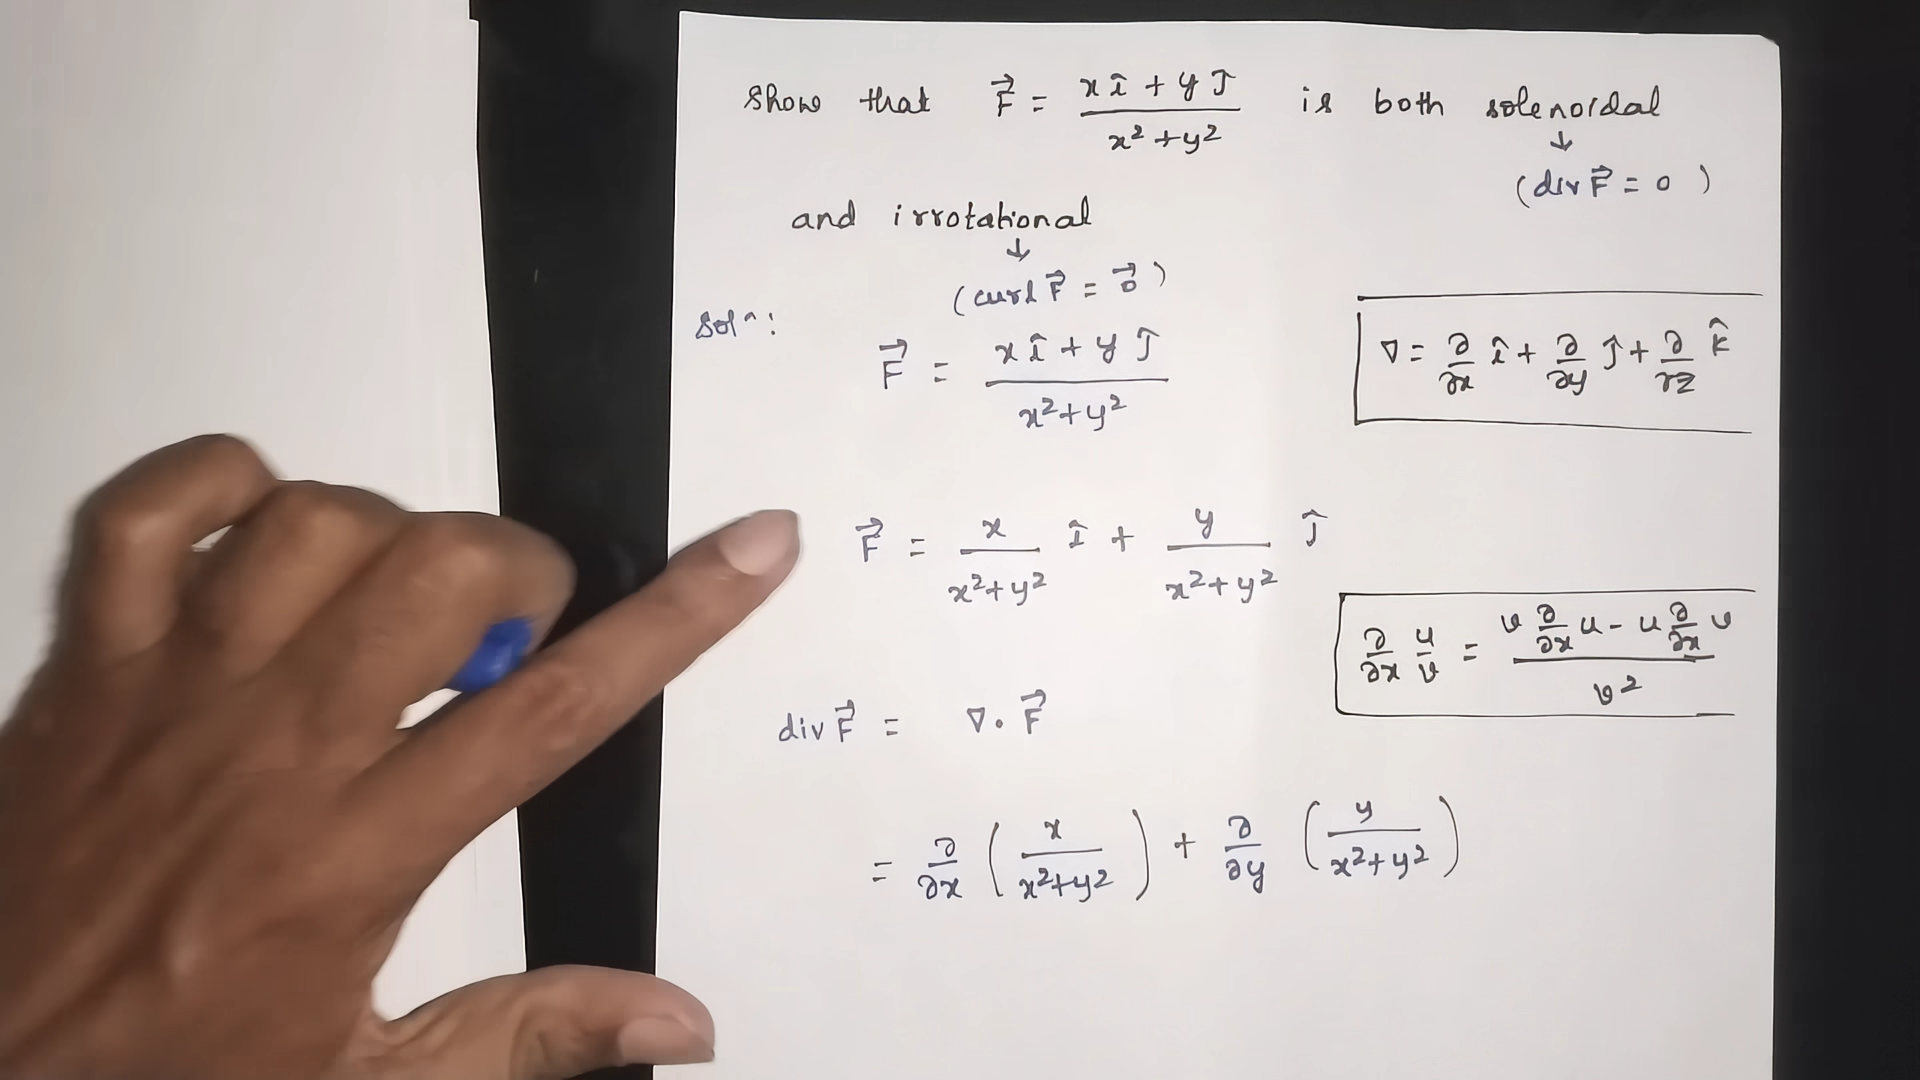 Show that F⃗ = (x î + y ĵ)/(x² + y²) is both solenoidal
↓
(div F⃗ = 0)
and irrotational
↓
(curl F⃗ = 0⃗)
Solⁿ:
F⃗ = (x î + y ĵ)/(x² + y²)
∇ = ∂/∂x î + ∂/∂y ĵ + ∂/∂z k̂
F⃗ = x/(x² + y²) î + y/(x² + y²) ĵ
∂/∂x u/v = (v ∂/∂x u - u ∂/∂x v)/v²
div F⃗ = ∇ . F⃗
= ∂/∂x (x/(x² + y²)) + ∂/∂y (y/(x² + y²))